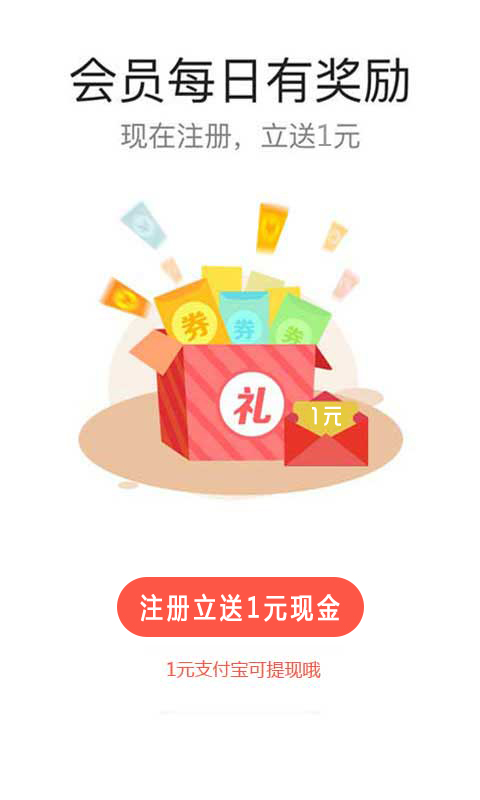 会员每日有奖励
现在注册，立送1元
券
券
券
礼
1元
注册立送1元现金
1元支付宝可提现哦